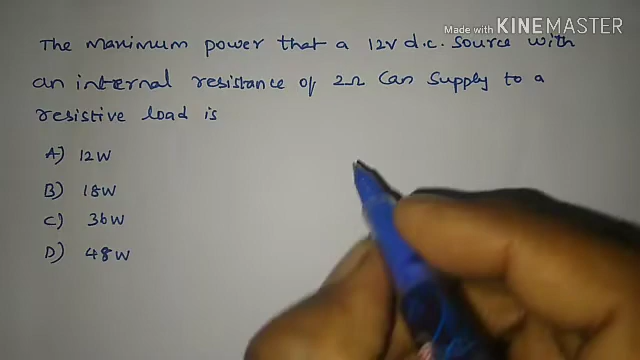 Made with KINEMASTER
The maximum power that a 12V d.c. source with
an internal resistance of 2Ω can supply to a
resistive load is
A) 12W
B) 18W
C) 36W
D) 48W